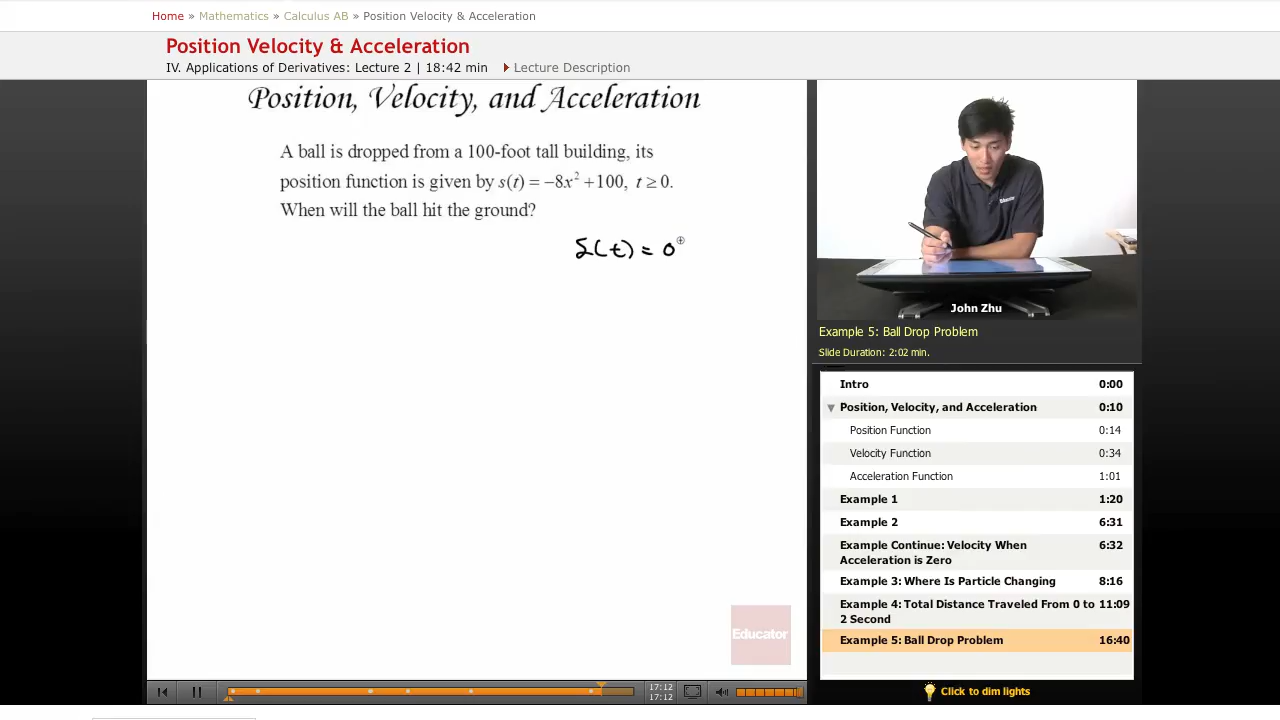 Home » Mathematics » Calculus AB » Position Velocity & Acceleration
Position Velocity & Acceleration
IV. Applications of Derivatives: Lecture 2 | 18:42 min Lecture Description
Position, Velocity, and Acceleration
A ball is dropped from a 100-foot tall building, its
position function is given by s(t) = −8x² +100, t ≥ 0.
When will the ball hit the ground?
s(t) = 0
Educator
Educator
John Zhu
Example 5: Ball Drop Problem
Slide Duration: 2:02 min.
Intro 0:00
▼ Position, Velocity, and Acceleration 0:10
Position Function 0:14
Velocity Function 0:34
Acceleration Function 1:01
Example 1 1:20
Example 2 6:31
Example Continue: Velocity When 6:32
Acceleration is Zero
Example 3: Where Is Particle Changing 8:16
Example 4: Total Distance Traveled From 0 to 11:09
2 Second
Example 5: Ball Drop Problem 16:40
17:12
17:12
Click to dim lights